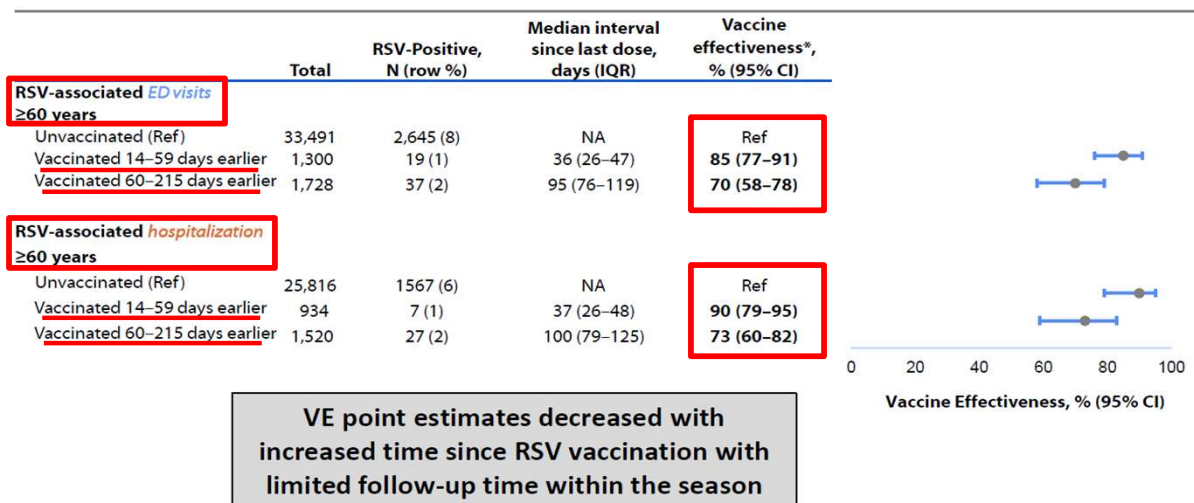 Total
RSV-Positive,
N (row %)
Median interval
since last dose,
days (IQR)
Vaccine
effectiveness*,
% (95% CI)
RSV-associated ED visits
≥60 years
Unvaccinated (Ref) 33,491 2,645 (8) NA Ref
Vaccinated 14–59 days earlier 1,300 19 (1) 36 (26–47) 85 (77–91)
Vaccinated 60–215 days earlier 1,728 37 (2) 95 (76–119) 70 (58–78)
RSV-associated hospitalization
≥60 years
Unvaccinated (Ref) 25,816 1567 (6) NA Ref
Vaccinated 14–59 days earlier 934 7 (1) 37 (26–48) 90 (79–95)
Vaccinated 60–215 days earlier 1,520 27 (2) 100 (79–125) 73 (60–82)
0 20 40 60 80 100
Vaccine Effectiveness, % (95% CI)
VE point estimates decreased with
increased time since RSV vaccination with
limited follow-up time within the season